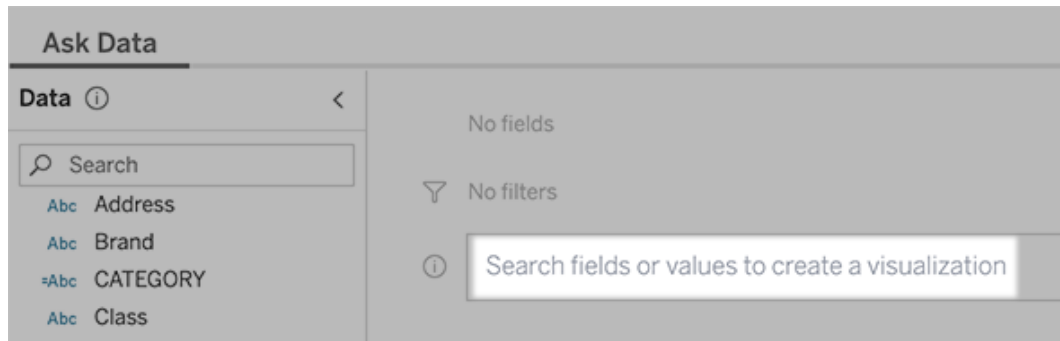 Ask Data
Data
Search
Abc Address
Abc Brand
=Abc CATEGORY
Abc Class
No fields
No filters
Search fields or values to create a visualization